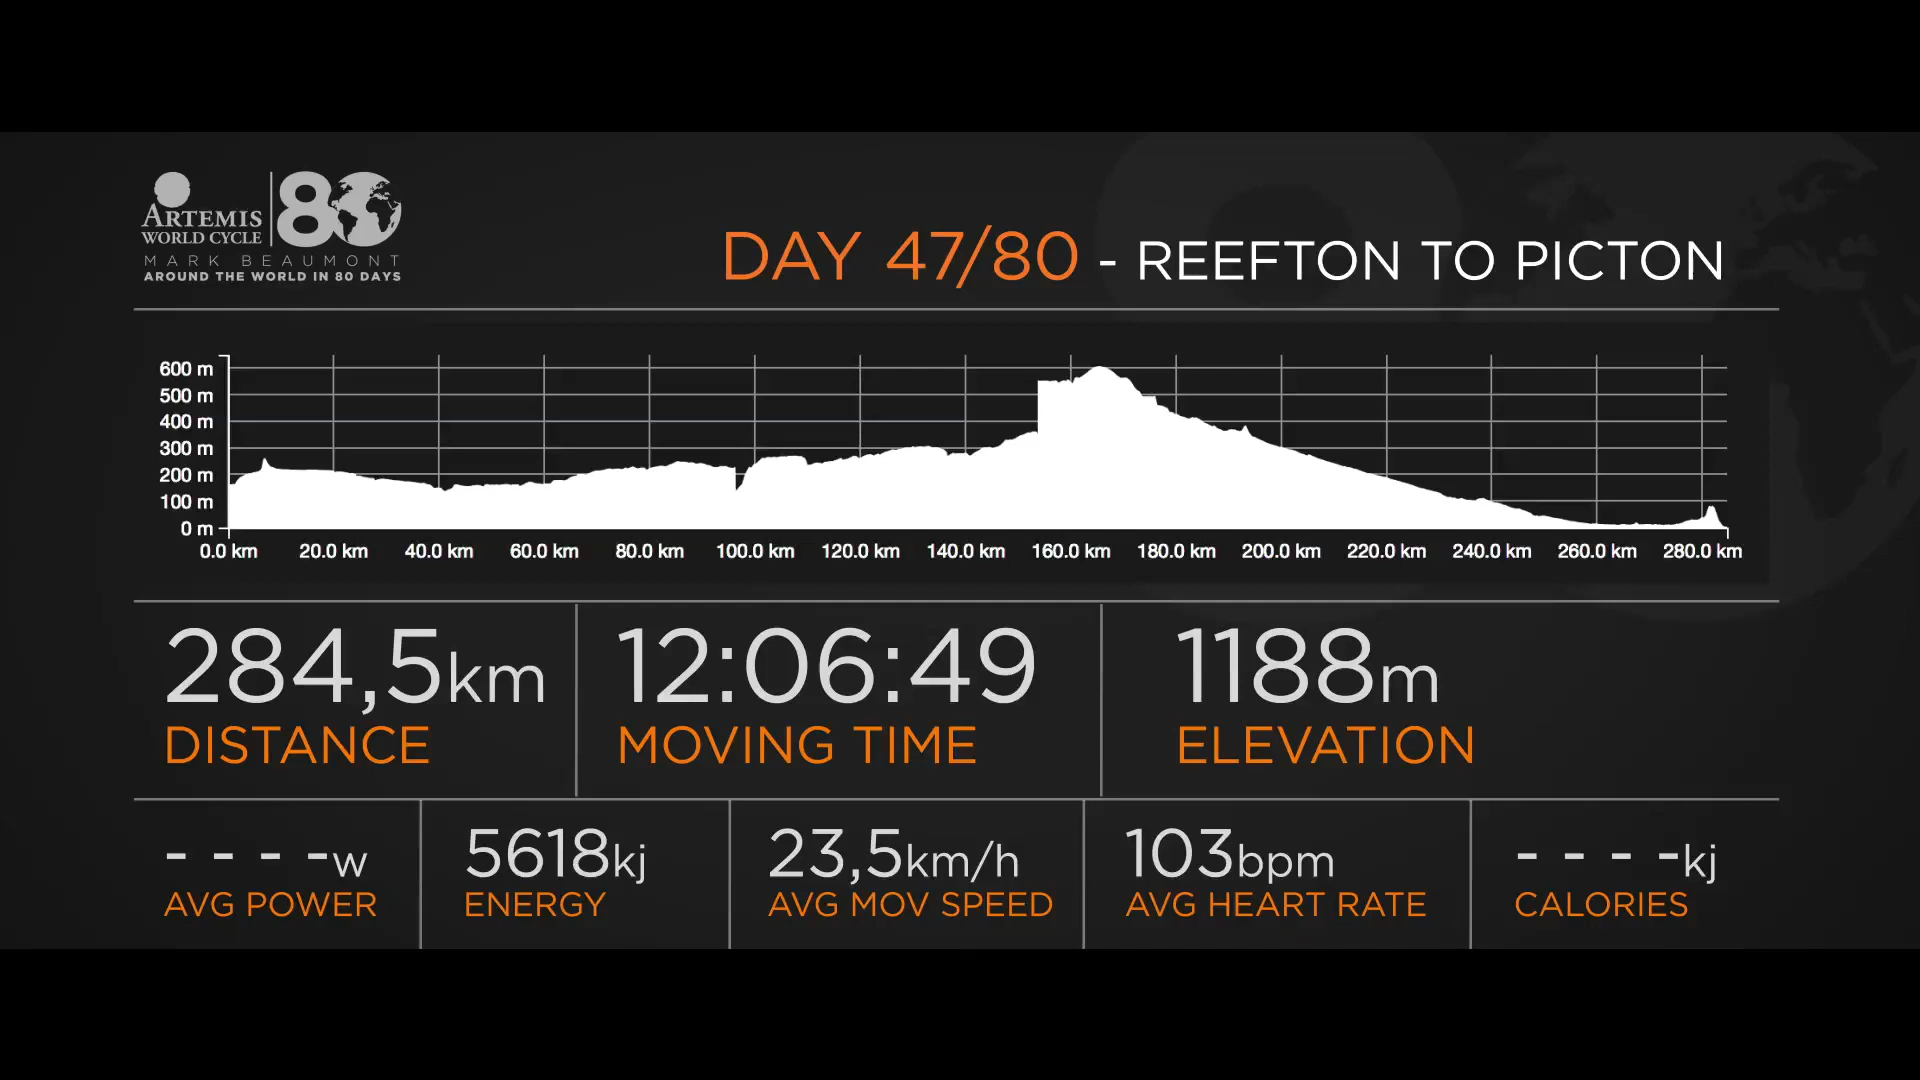 ARTEMIS
WORLD CYCLE
80
MARK BEAUMONT
AROUND THE WORLD IN 80 DAYS
DAY 47/80 - REEFTON TO PICTON
600 m
500 m
400 m
300 m
200 m
100 m
0 m
0.0 km 20.0 km 40.0 km 60.0 km 80.0 km 100.0 km 120.0 km 140.0 km 160.0 km 180.0 km 200.0 km 220.0 km 240.0 km 260.0 km 280.0 km
284,5km 12:06:49 1188m
DISTANCE MOVING TIME ELEVATION
- - - -w 5618kj 23,5km/h 103bpm - - - -kj
AVG POWER ENERGY AVG MOV SPEED AVG HEART RATE CALORIES